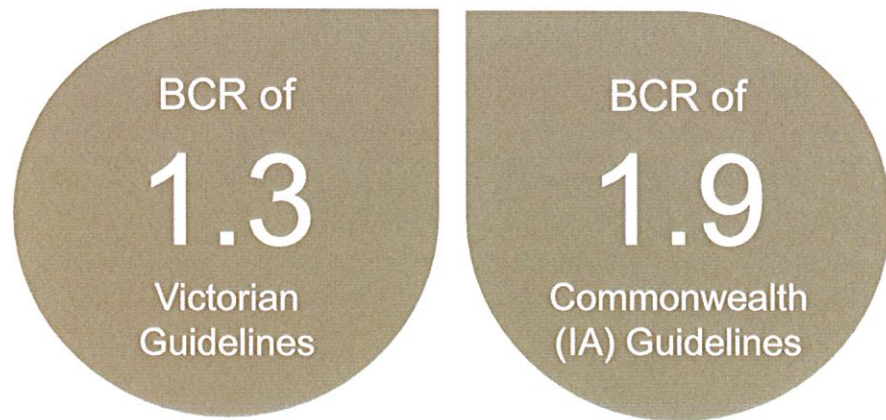 BCR of
1.3
Victorian
Guidelines
BCR of
1.9
Commonwealth
(IA) Guidelines